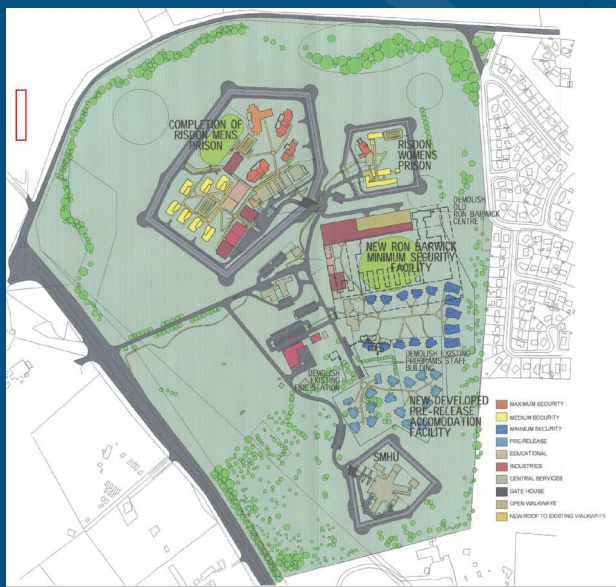 COMPLETION OF
RISDON MENS
PRISON
RISDON
WOMENS
PRISON
DEMOLISH
OLD
RON BARWICK
CENTRE
NEW RON BARWICK
MINIMUM SECURITY
FACILITY
DEMOLISH EXISTING
PROGRAMS STAFF
BUILDING
DEMOLISH
EXISTING
FIRE STATION
NEW DEVELOPED
PRE-RELEASE
ACCOMODATION
FACILITY
SMHU
MAXIMUM SECURITY
MEDIUM SECURITY
MINIMUM SECURITY
PRE-RELEASE
EDUCATIONAL
INDUSTRIES
CENTRAL SERVICES
GATE HOUSE
OPEN WALKWAYS
NEW ROOF TO EXISTING WALKWAYS